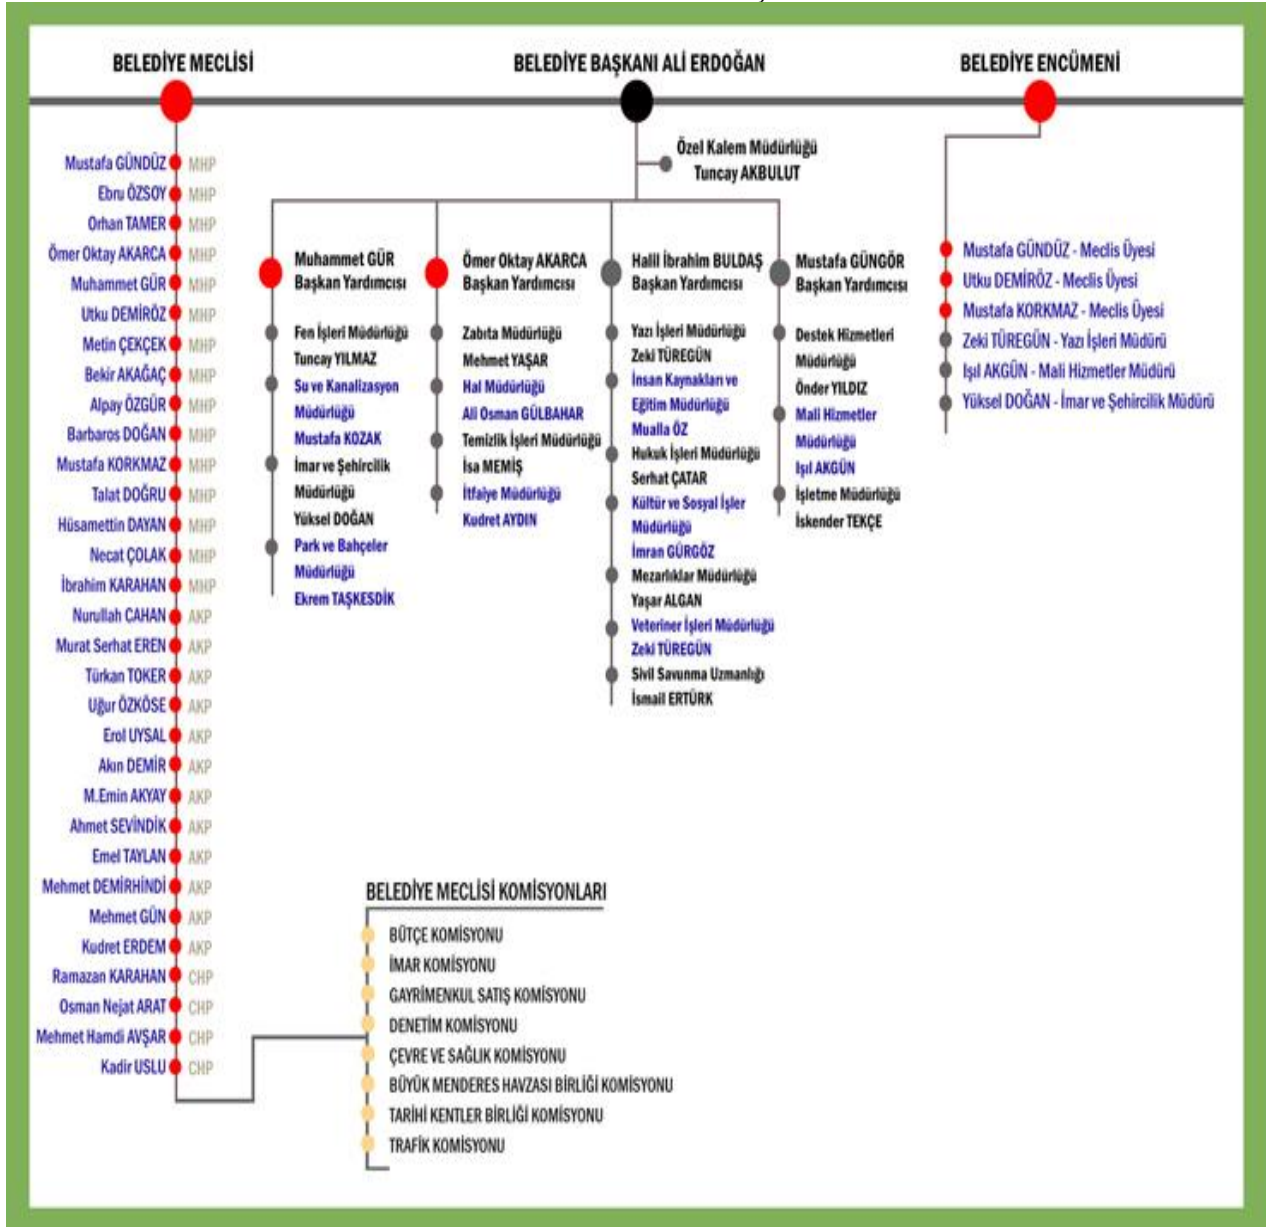 BELEDİYE MECLİSİ
Mustafa GÜNDÜZ MHP
Ebru ÖZSOY MHP
Orhan TAMER MHP
Ömer Oktay AKARCA MHP
Muhammet GÜR MHP
Utku DEMİRÖZ MHP
Metin ÇEKÇEK MHP
Bekir AKAĞAÇ MHP
Alpay ÖZGÜR MHP
Barbaros DOĞAN MHP
Mustafa KORKMAZ MHP
Talat DOĞRU MHP
Hüsamettin DAYAN MHP
Necat ÇOLAK MHP
İbrahim KARAHAN MHP
Nurullah CAHAN AKP
Murat Serhat EREN AKP
Türkan TOKER AKP
Uğur ÖZKÖSE AKP
Erol UYSAL AKP
Akın DEMİR AKP
M.Emin AKYAY AKP
Ahmet SEVİNDİK AKP
Emel TAYLAN AKP
Mehmet DEMİRHİNDİ AKP
Mehmet GÜN AKP
Kudret ERDEM AKP
Ramazan KARAHAN CHP
Osman Nejat ARAT CHP
Mehmet Hamdi AVŞAR CHP
Kadir USLU CHP
BELEDİYE BAŞKANI ALİ ERDOĞAN
Özel Kalem Müdürlüğü
Tuncay AKBULUT
Muhammet GÜR
Başkan Yardımcısı
Fen İşleri Müdürlüğü
Tuncay YILMAZ
Su ve Kanalizasyon
Müdürlüğü
Mustafa KOZAK
İmar ve Şehircilik
Müdürlüğü
Yüksel DOĞAN
Park ve Bahçeler
Müdürlüğü
Ekrem TAŞKESDİK
Ömer Oktay AKARCA
Başkan Yardımcısı
Zabıta Müdürlüğü
Mehmet YAŞAR
Hal Müdürlüğü
Ali Osman GÜLBAHAR
Temizlik İşleri Müdürlüğü
İsa MEMİŞ
İtfaiye Müdürlüğü
Kudret AYDIN
Halil İbrahim BULDAŞ
Başkan Yardımcısı
Yazı İşleri Müdürlüğü
Zeki TÜREGÜN
İnsan Kaynakları ve
Eğitim Müdürlüğü
Mualla ÖZ
Hukuk İşleri Müdürlüğü
Serhat ÇATAR
Kültür ve Sosyal İşler
Müdürlüğü
İmran GÜRGÖZ
Mezarlıklar Müdürlüğü
Yaşar ALGAN
Veteriner İşleri Müdürlüğü
Zeki TÜREGÜN
Sivil Savunma Uzmanlığı
İsmail ERTÜRK
Mustafa GÜNGÖR
Başkan Yardımcısı
Destek Hizmetleri
Müdürlüğü
Önder YILDIZ
Mali Hizmetler
Müdürlüğü
Işıl AKGÜN
İşletme Müdürlüğü
İskender TEKÇE
BELEDİYE ENCÜMENİ
Mustafa GÜNDÜZ - Meclis Üyesi
Utku DEMİRÖZ - Meclis Üyesi
Mustafa KORKMAZ - Meclis Üyesi
Zeki TÜREGÜN - Yazı İşleri Müdürü
Işıl AKGÜN - Mali Hizmetler Müdürü
Yüksel DOĞAN - İmar ve Şehircilik Müdürü
BELEDİYE MECLİSİ KOMİSYONLARI
BÜTÇE KOMİSYONU
İMAR KOMİSYONU
GAYRİMENKUL SATIŞ KOMİSYONU
DENETİM KOMİSYONU
ÇEVRE VE SAĞLIK KOMİSYONU
BÜYÜK MENDERES HAVZASI BİRLİĞİ KOMİSYONU
TARİHİ KENTLER BİRLİĞİ KOMİSYONU
TRAFİK KOMİSYONU